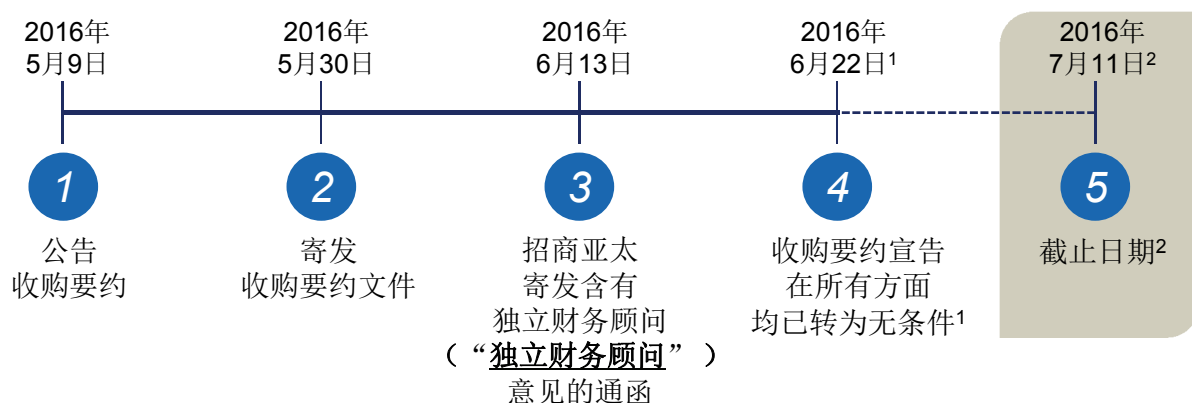 2016年
5月9日
2016年
5月30日
2016年
6月13日
2016年
6月22日¹
2016年
7月11日²
1
2
3
4
5
公告
收购要约
寄发
收购要约文件
招商亚太
寄发含有
独立财务顾问
（“独立财务顾问”）
意见的通函
收购要约宣告
在所有方面
均已转为无条件¹
截止日期²